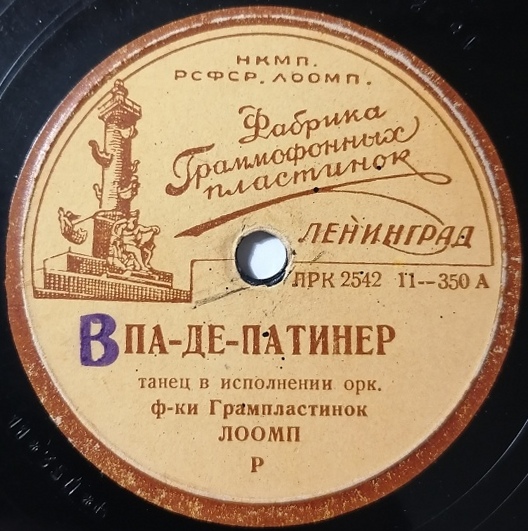 НКМП.
РСФСР. ЛООМП.
Фабрика
Граммофонных
пластинок
ЛЕНИНГРАД
ПРК 2542 11--350 А
В ПА-ДЕ-ПАТИНЕР
танец в исполнении орк.
ф-ки Грампластинок
ЛООМП
Р